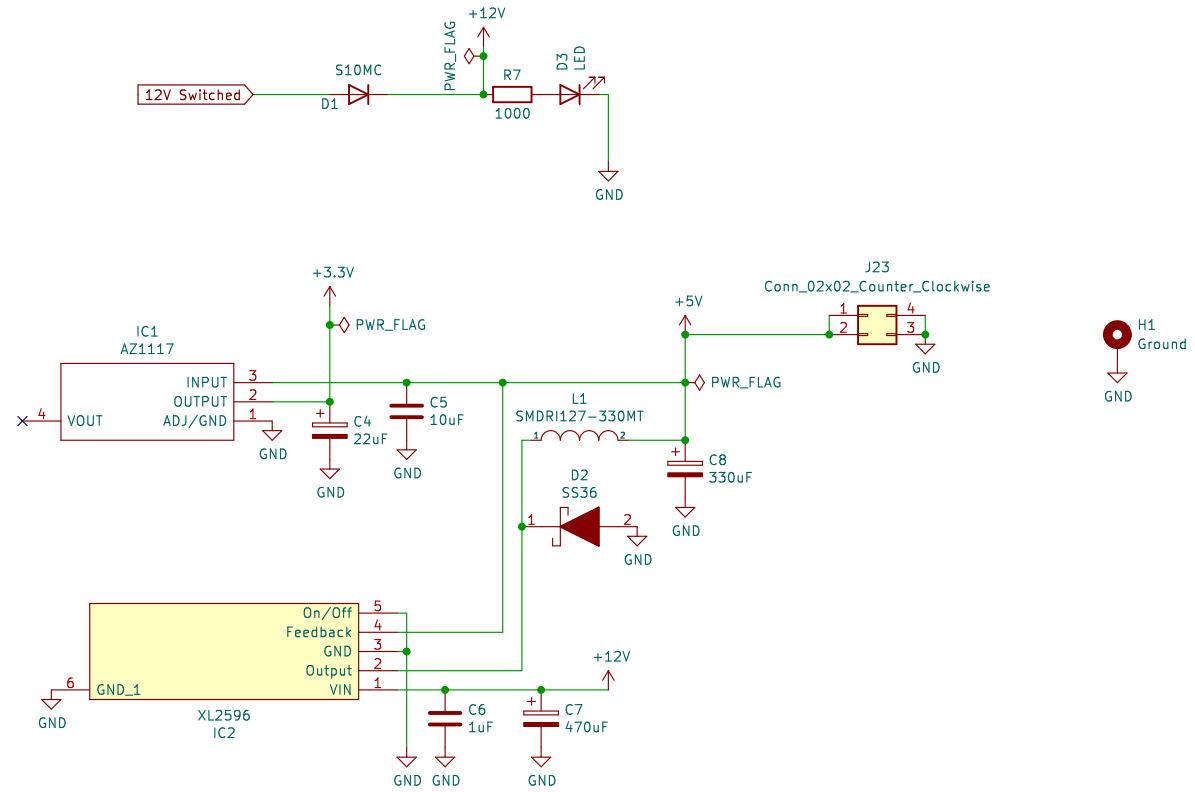 +12V
PWR_FLAG
D3
LED
S10MC
R7
12V Switched
D1
1000
GND
+3.3V
PWR_FLAG
J23
Conn_02x02_Counter_Clockwise
+5V
1
4
2
3
GND
H1
Ground
GND
IC1
AZ1117
INPUT
3
OUTPUT
2
4
VOUT
ADJ/GND
1
GND
+
C4
22uF
GND
C5
10uF
GND
PWR_FLAG
L1
SMDRI127-330MT
1
2
+
C8
330uF
GND
D2
SS36
1
2
GND
On/Off
5
Feedback
4
GND
3
Output
2
6
GND_1
VIN
1
GND
XL2596
IC2
+12V
C6
1uF
+
C7
470uF
GND
GND
GND